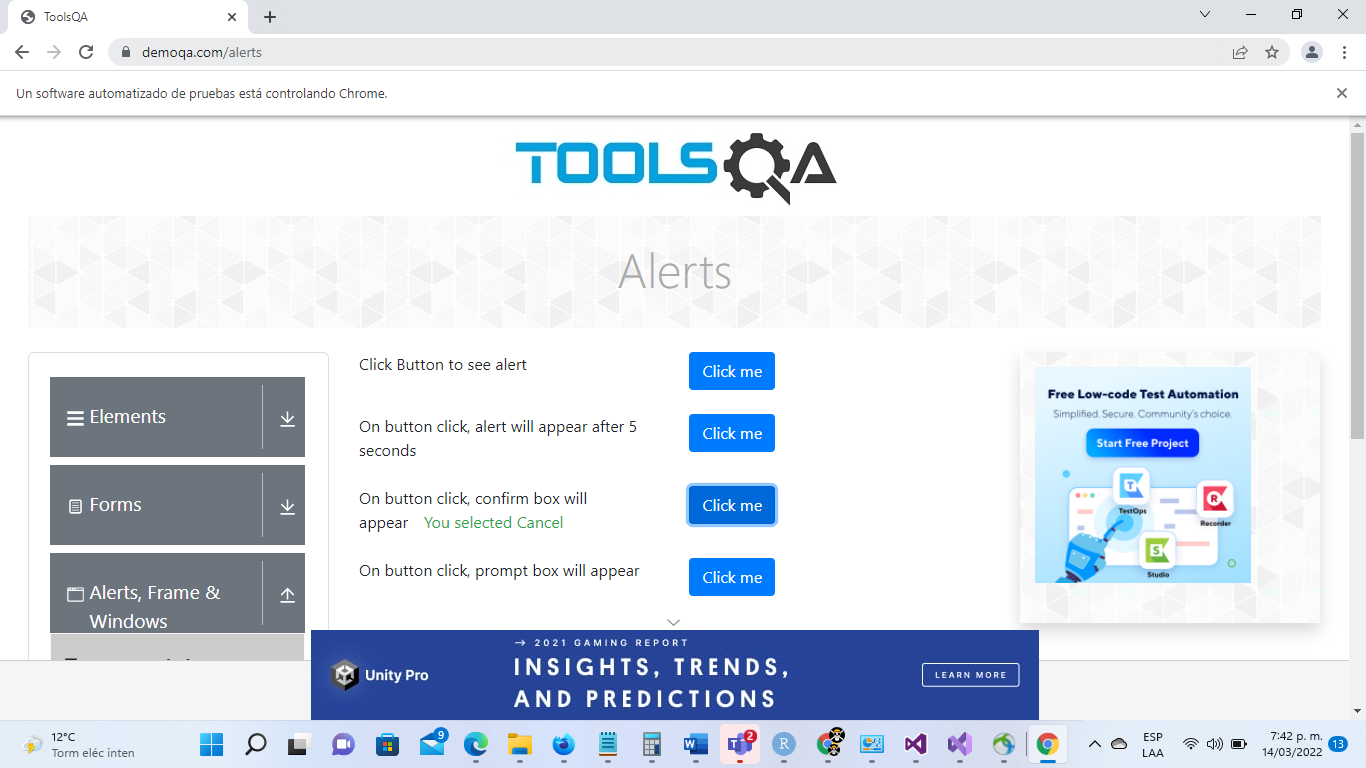 ToolsQA
demoqa.com/alerts
Un software automatizado de pruebas está controlando Chrome.
TOOLSQA
Alerts
Elements
Forms
Alerts, Frame &
Windows
Click Button to see alert
Click me
On button click, alert will appear after 5
seconds
Click me
On button click, confirm box will
appear You selected Cancel
Click me
On button click, prompt box will appear
Click me
Free Low-code Test Automation
Simplified. Secure. Community's choice.
Start Free Project
TestOps
Recorder
Studio
Unity Pro
→ 2021 GAMING REPORT
INSIGHTS, TRENDS,
AND PREDICTIONS
LEARN MORE
12°C
Torm eléc inten
9
2
R
ESP
LAA
7:42 p. m.
14/03/2022
13